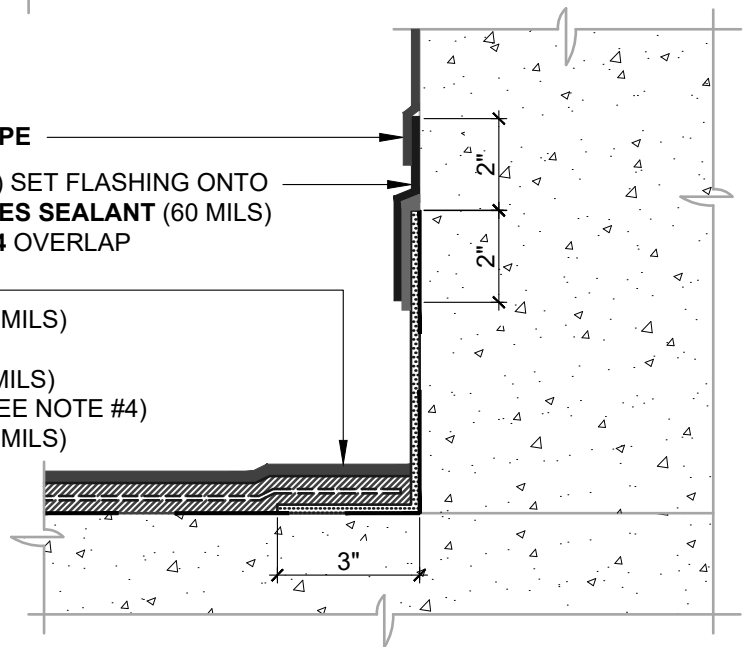 PE
) SET FLASHING ONTO
ES SEALANT (60 MILS)
4 OVERLAP
MILS)
MILS)
EE NOTE #4)
MILS)
2"
2"
3"